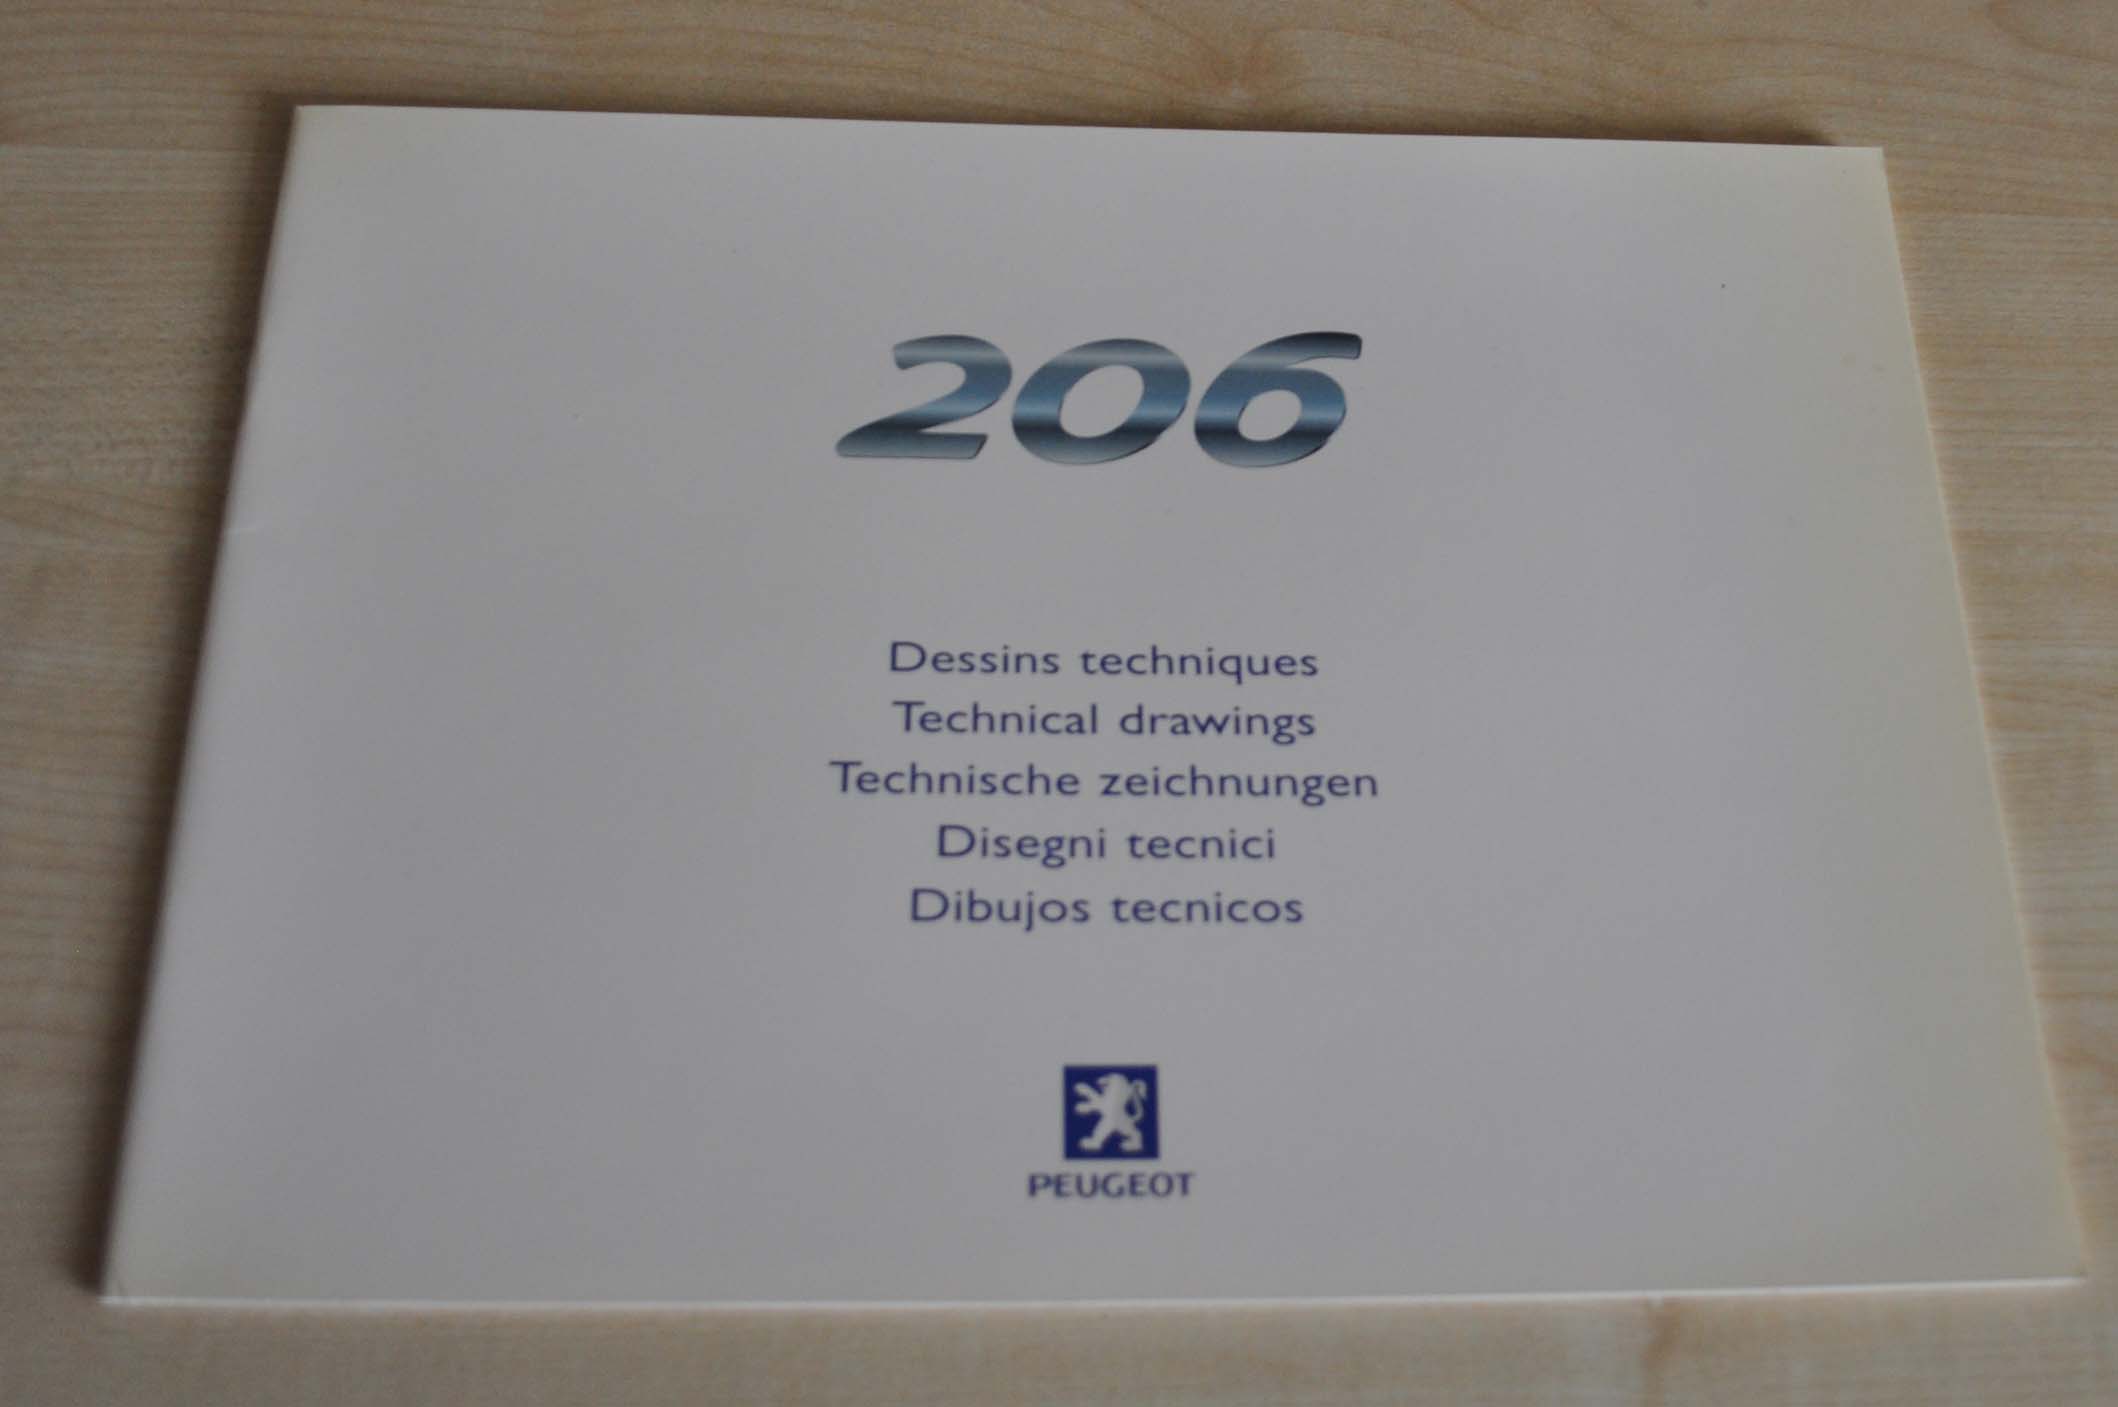 206
Dessins techniques
Technical drawings
Technische zeichnungen
Disegni tecnici
Dibujos tecnicos
PEUGEOT